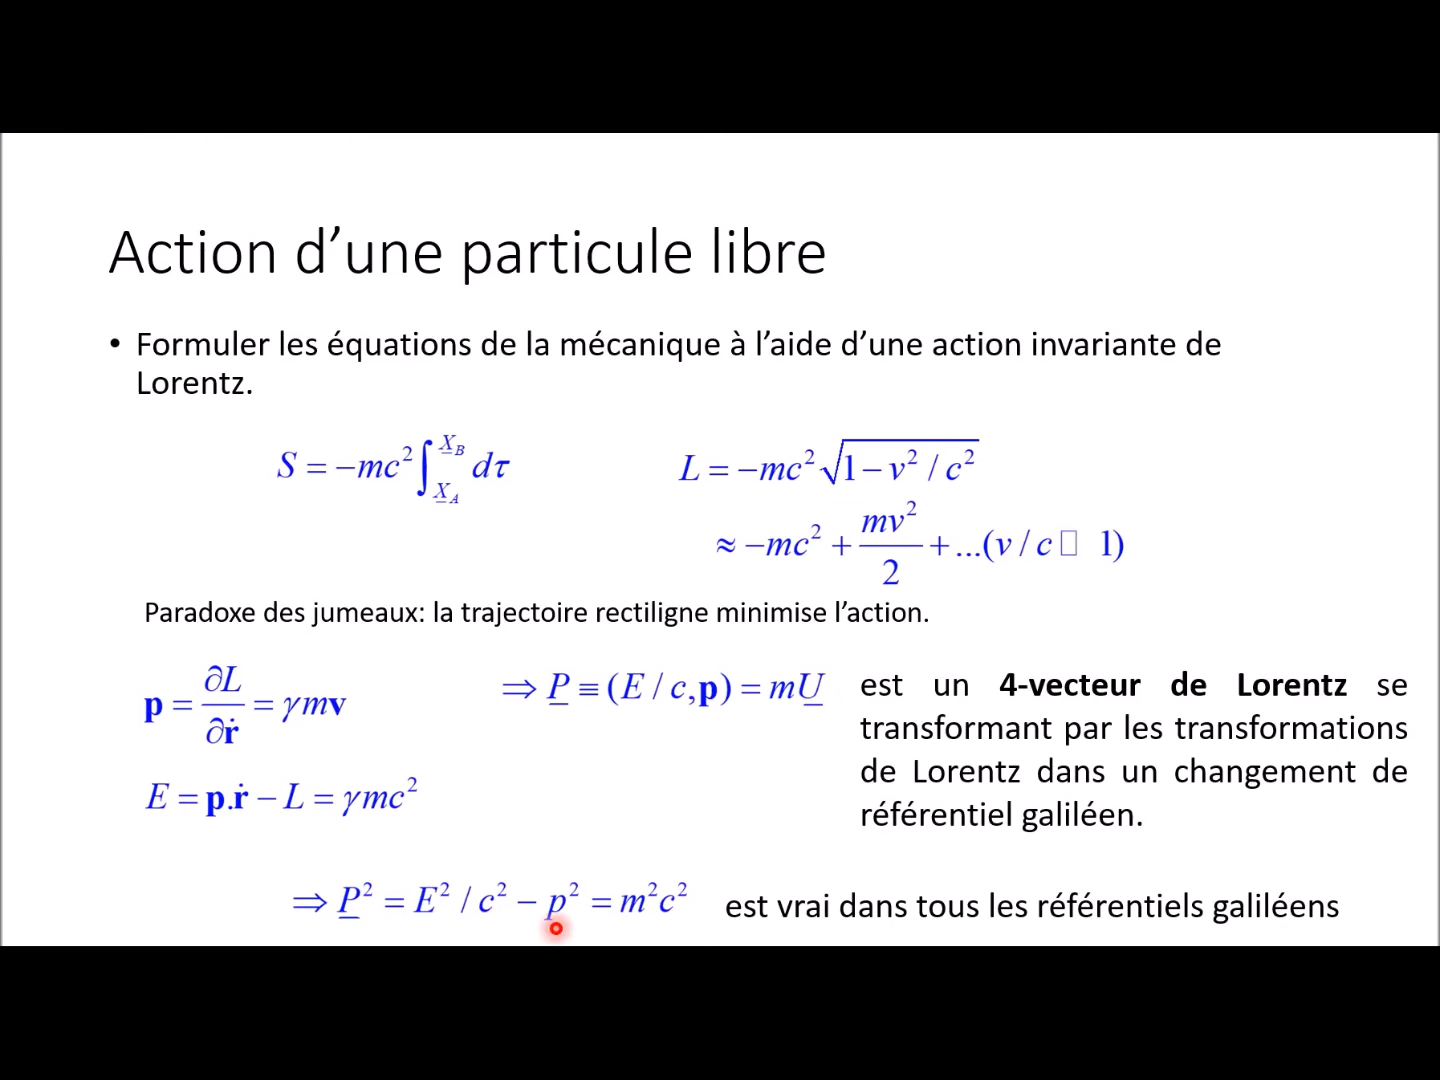 Action d’une particule libre
• Formuler les équations de la mécanique à l’aide d’une action invariante de
Lorentz.
S = −mc² ∫_{X_A}^{X_B} dτ
L = −mc² √(1 − v² / c²)
≈ −mc² + mv²/2 + ...(v / c □ 1)
Paradoxe des jumeaux: la trajectoire rectiligne minimise l’action.
p = ∂L/∂ṙ = γmv
⇒ P ≡ (E / c, p) = mU
est un 4-vecteur de Lorentz se
transformant par les transformations
de Lorentz dans un changement de
référentiel galiléen.
E = p.ṙ − L = γmc²
⇒ P² = E² / c² − p² = m²c² est vrai dans tous les référentiels galiléens